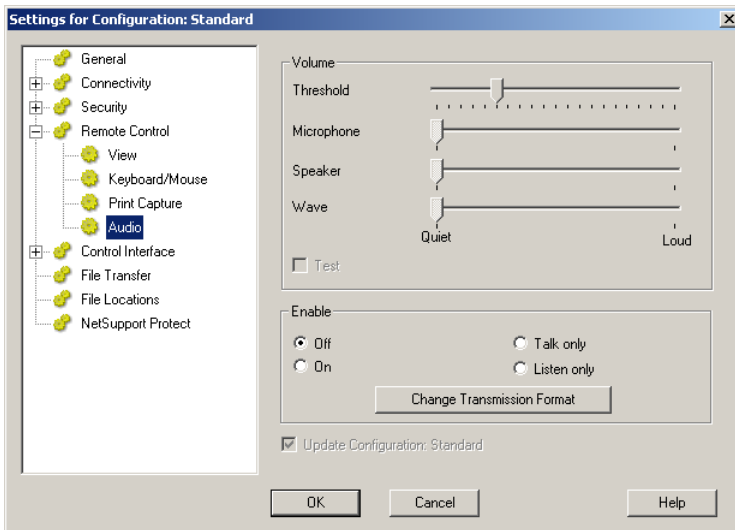 Settings for Configuration: Standard
General
Connectivity
Security
Remote Control
View
Keyboard/Mouse
Print Capture
Audio
Control Interface
File Transfer
File Locations
NetSupport Protect
Volume
Threshold
Microphone
Speaker
Wave
Quiet
Loud
Test
Enable
Off
Talk only
On
Listen only
Change Transmission Format
Update Configuration: Standard
OK
Cancel
Help